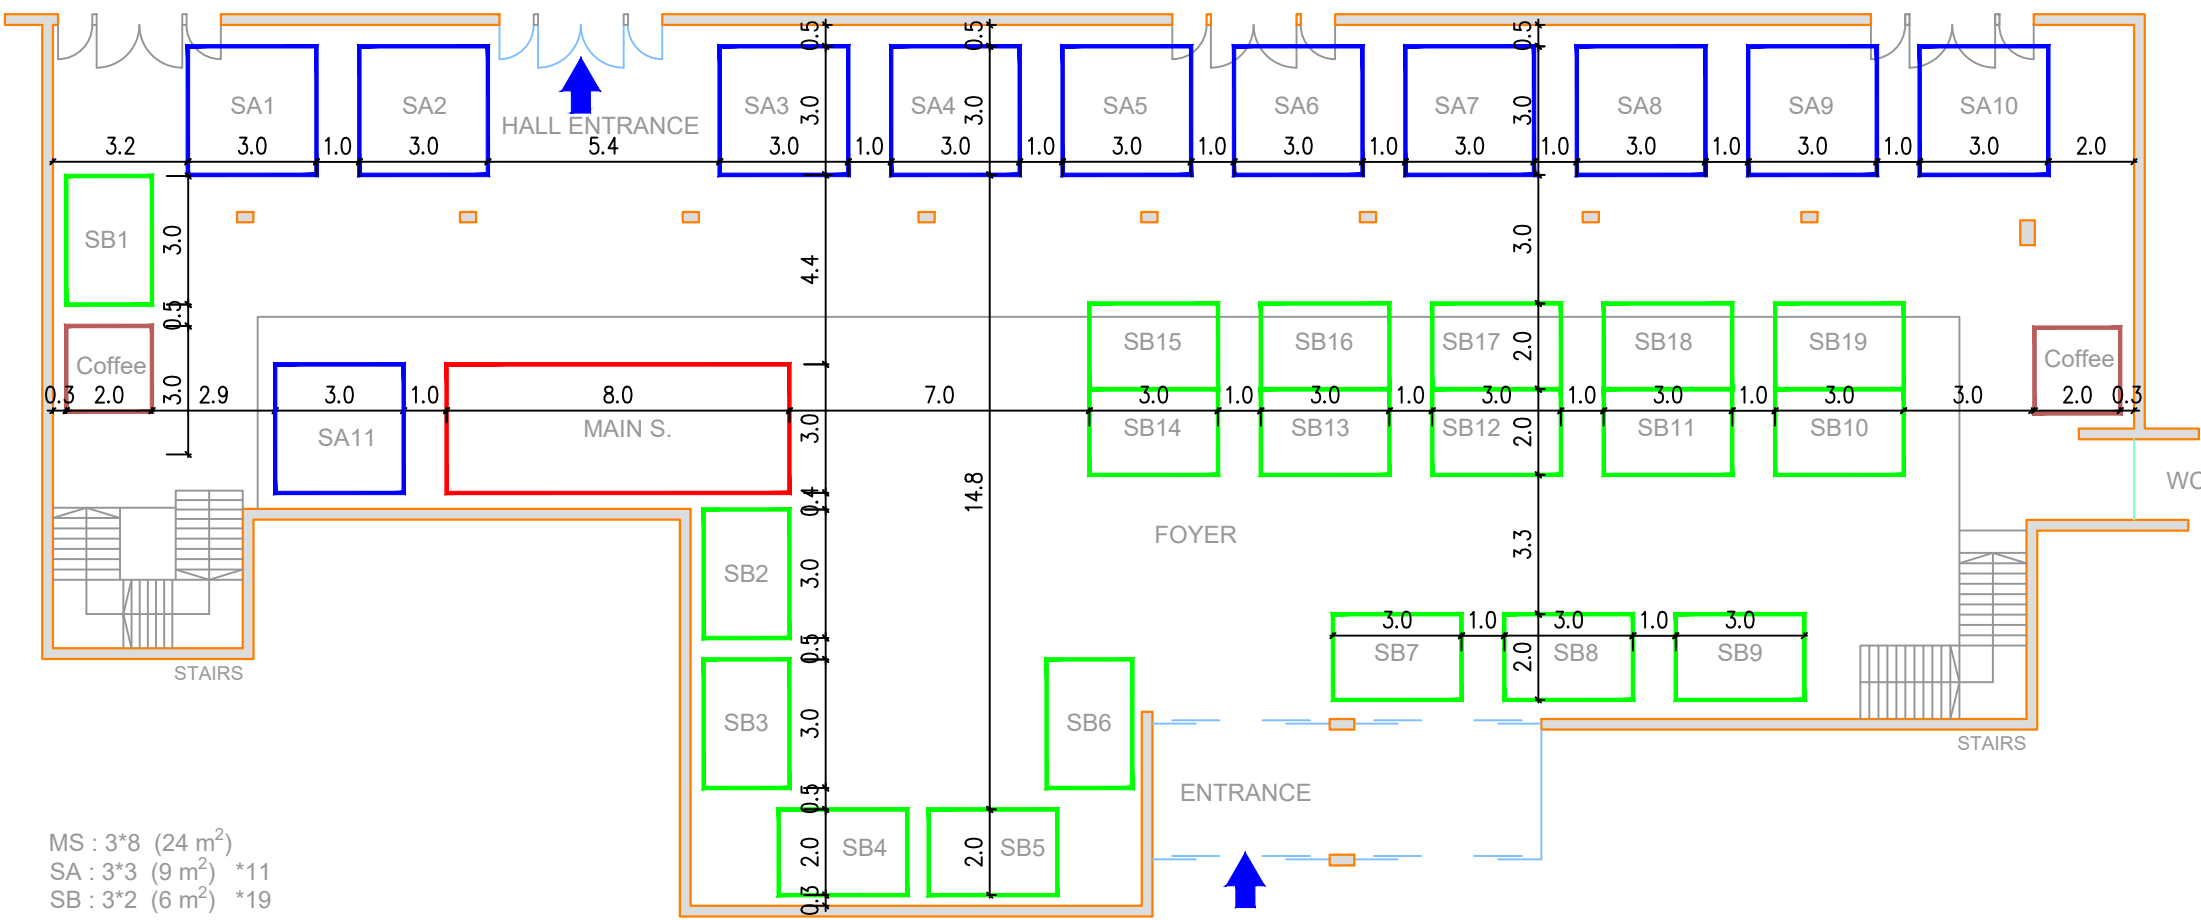 0.5 0.5 0.5
SA1 SA2 SA3 3.0 SA4 3.0 SA5 SA6 SA7 3.0 SA8 SA9 SA10
HALL ENTRANCE
3.2 3.0 1.0 3.0 5.4 3.0 1.0 3.0 1.0 3.0 1.0 3.0 1.0 3.0 1.0 3.0 1.0 3.0 1.0 3.0 2.0
SB1 3.0 4.4 3.0
0.5
SB15 SB16 SB17 2.0 SB18 SB19
Coffee 3.0 Coffee
0.3 2.0 2.9 3.0 1.0 8.0 7.0 3.0 1.0 3.0 1.0 3.0 1.0 3.0 1.0 3.0 3.0 2.0 0.3
SA11 MAIN S. 3.0 SB14 SB13 SB12 2.0 SB11 SB10
0.4 14.8 WC
FOYER 3.3
SB2 3.0
3.0 1.0 3.0 1.0 3.0
0.5 SB7 2.0 SB8 SB9
STAIRS
SB3 3.0 SB6
STAIRS
0.5 ENTRANCE
2.0 SB4 2.0 SB5
0.3
MS : 3*8 (24 m²)
SA : 3*3 (9 m²) *11
SB : 3*2 (6 m²) *19